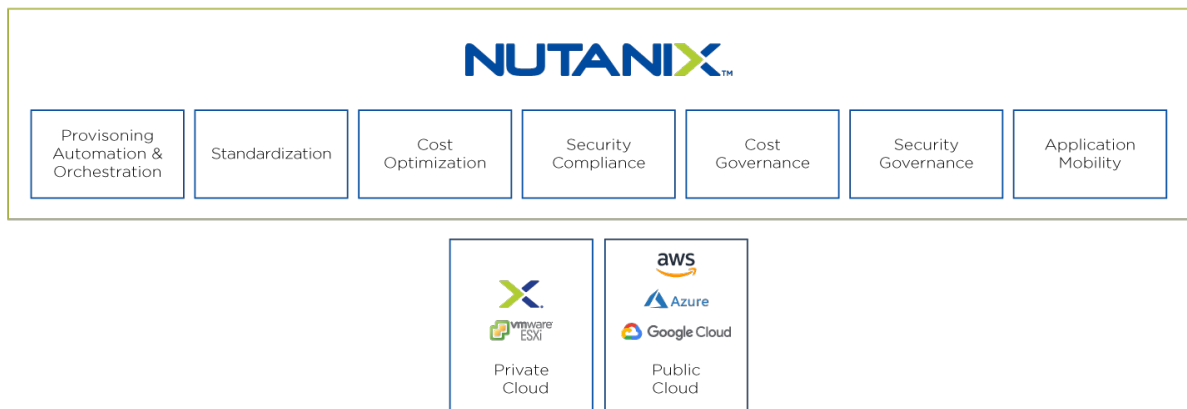 NUTANIX™
Provisoning
Automation &
Orchestration
Standardization
Cost
Optimization
Security
Compliance
Cost
Governance
Security
Governance
Application
Mobility
vmware
ESXi
Private
Cloud
aws
Azure
Google Cloud
Public
Cloud